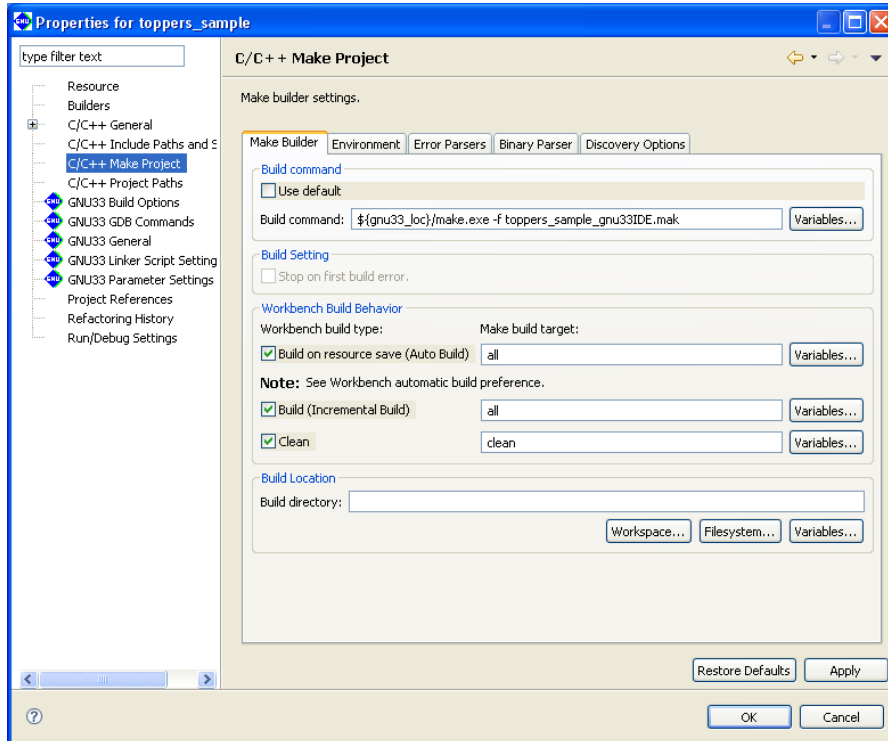 Properties for toppers_sample
type filter text
C/C++ Make Project
Resource
Builders
C/C++ General
C/C++ Include Paths and S
C/C++ Make Project
C/C++ Project Paths
GNU33 Build Options
GNU33 GDB Commands
GNU33 General
GNU33 Linker Script Setting
GNU33 Parameter Settings
Project References
Refactoring History
Run/Debug Settings
Make builder settings.
Make Builder Environment Error Parsers Binary Parser Discovery Options
Build command
Use default
Build command: ${gnu33_loc}/make.exe -f toppers_sample_gnu33IDE.mak Variables...
Build Setting
Stop on first build error.
Workbench Build Behavior
Workbench build type: Make build target:
Build on resource save (Auto Build) all Variables...
Note: See Workbench automatic build preference.
Build (Incremental Build) all Variables...
Clean clean Variables...
Build Location
Build directory:
Workspace... Filesystem... Variables...
Restore Defaults Apply
OK Cancel